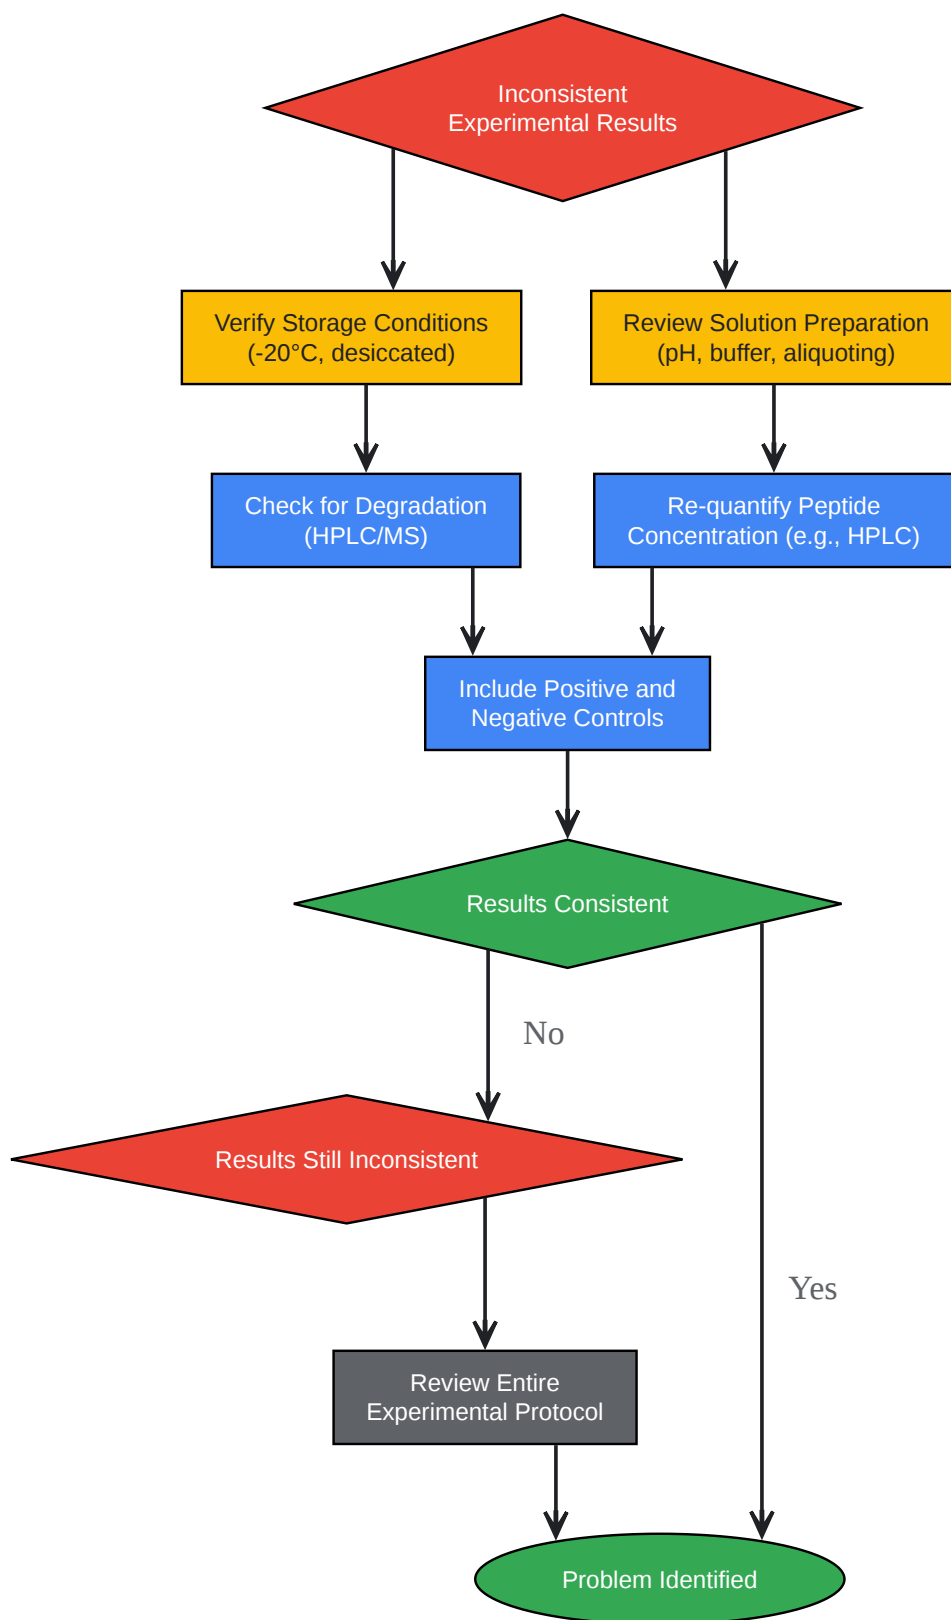 Inconsistent
Experimental Results
Verify Storage Conditions
(-20°C, desiccated)
Review Solution Preparation
(pH, buffer, aliquoting)
Check for Degradation
(HPLC/MS)
Re-quantify Peptide
Concentration (e.g., HPLC)
Include Positive and
Negative Controls
Results Consistent
No
Results Still Inconsistent
Yes
Review Entire
Experimental Protocol
Problem Identified